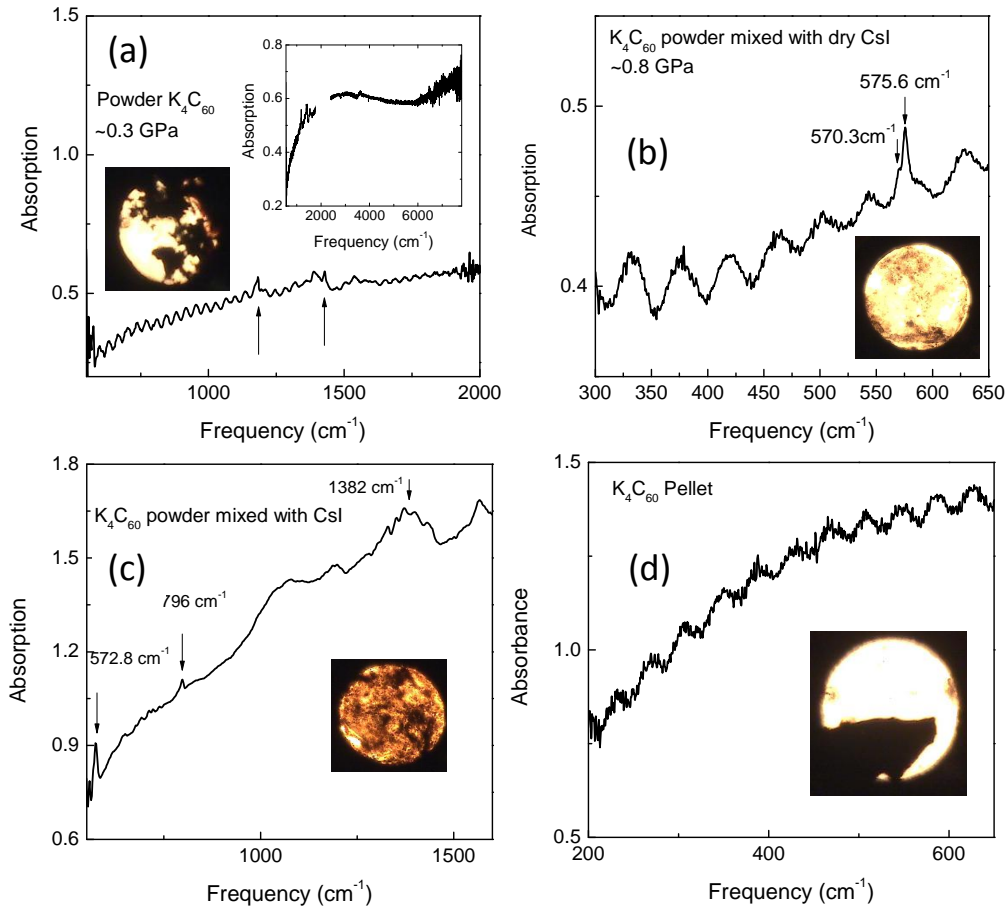 (a)
Powder K₄C₆₀
~0.3 GPa
1.5
1.0
0.5
Absorption
500
1000
1500
2000
Frequency (cm⁻¹)
0.8
0.6
0.4
0.2
Absorption
2000
4000
6000
Frequency (cm⁻¹)
K₄C₆₀ powder mixed with dry CsI
~0.8 GPa
575.6 cm⁻¹
570.3cm⁻¹
(b)
0.5
0.4
Absorption
300
350
400
450
500
550
600
650
Frequency (cm⁻¹)
1382 cm⁻¹
K₄C₆₀ powder mixed with CsI
(c)
796 cm⁻¹
572.8 cm⁻¹
1.8
1.5
1.2
0.9
0.6
Absorption
1000
1500
Frequency (cm⁻¹)
K₄C₆₀ Pellet
(d)
1.5
1.0
0.5
Absorbance
200
400
600
Frequency (cm⁻¹)